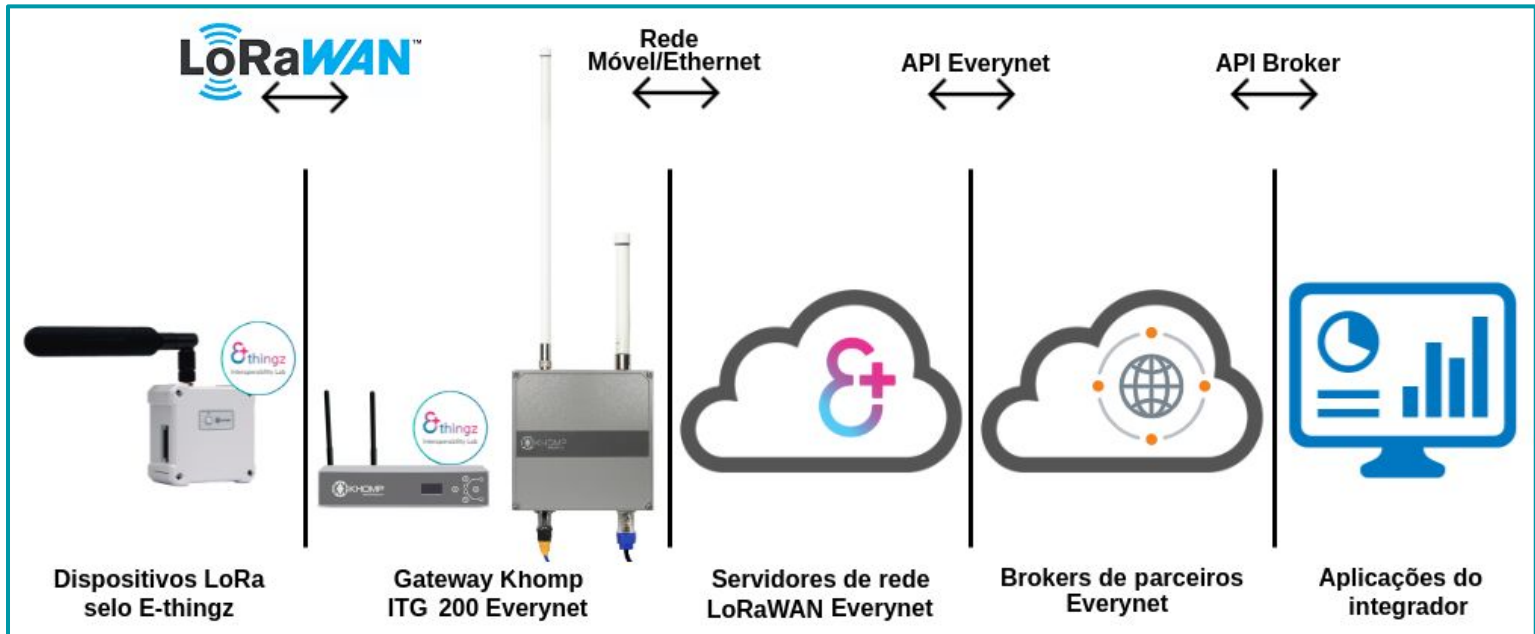 LoRaWAN™
Rede
Móvel/Ethernet
API Everynet
API Broker
E+thingz
Interoperability Lab
E+thingz
Interoperability Lab
KHOMP
KHOMP
E+
Dispositivos LoRa
selo E-thingz
Gateway Khomp
ITG 200 Everynet
Servidores de rede
LoRaWAN Everynet
Brokers de parceiros
Everynet
Aplicações do
integrador